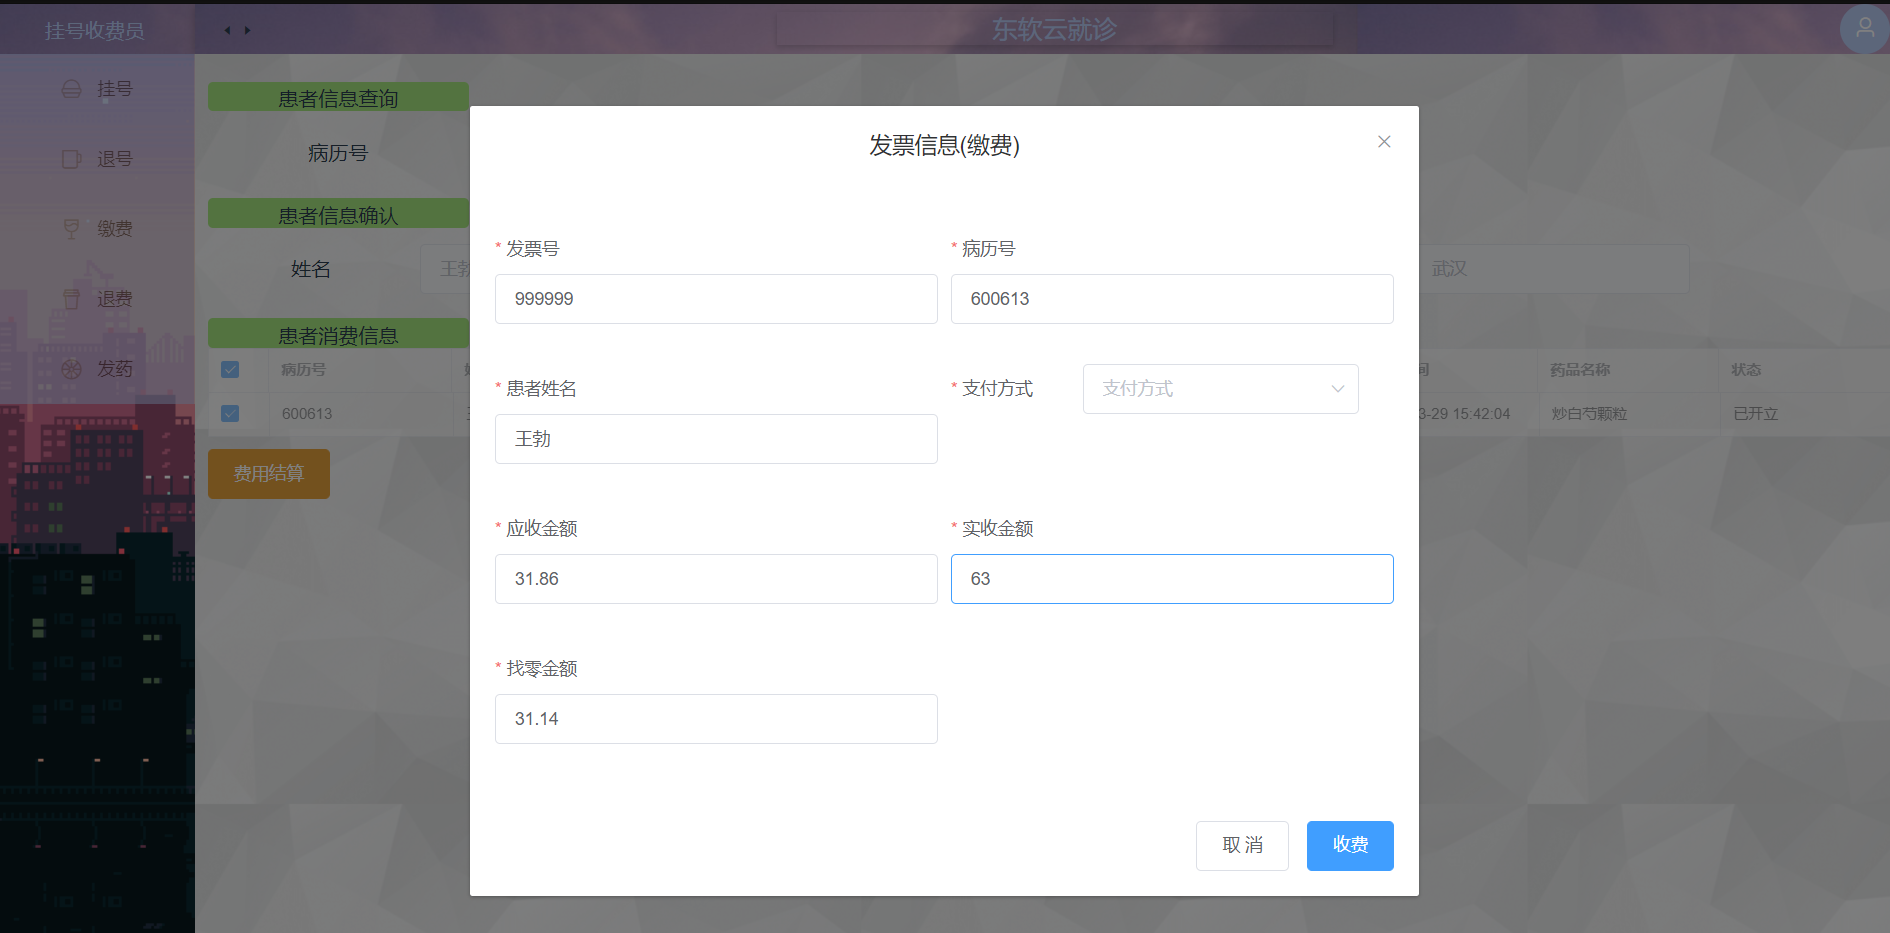 挂号收费员
东软云就诊
挂号
退号
缴费
退费
发药
患者信息查询
病历号
患者信息确认
姓名
武汉
患者消费信息
病历号
药品名称
状态
600613
3-29 15:42:04
炒白芍颗粒
已开立
费用结算
发票信息(缴费)
* 发票号
* 病历号
999999
600613
* 患者姓名
* 支付方式
支付方式
王勃
* 应收金额
* 实收金额
31.86
63
* 找零金额
31.14
取 消
收费